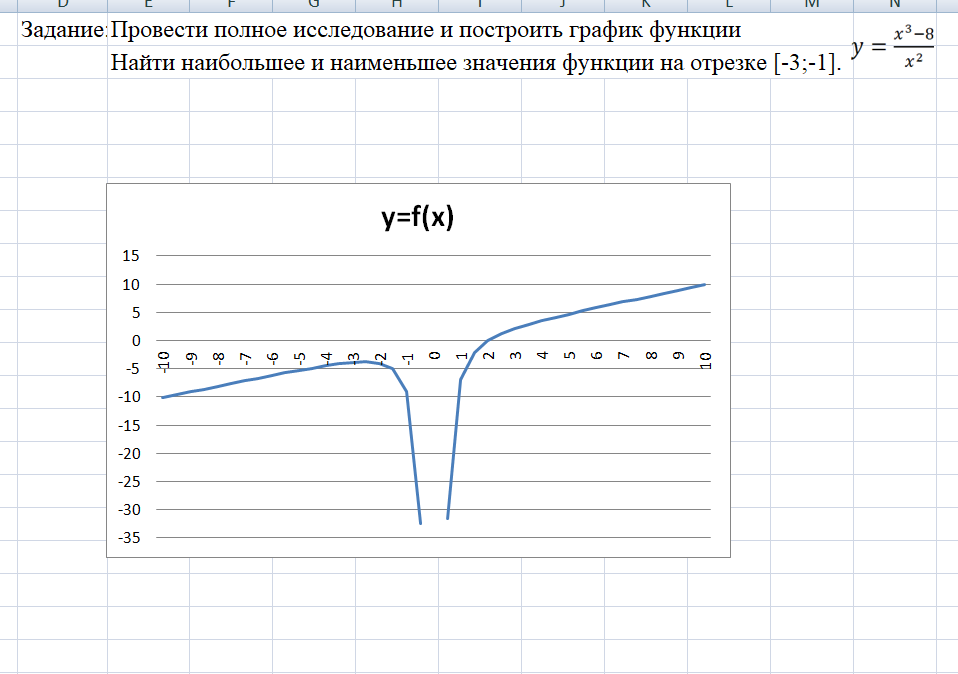 D E F G H I J K L M N
Задание: Провести полное исследование и построить график функции
Найти наибольшее и наименьшее значения функции на отрезке [-3;-1].
y = x³−8 / x²
y=f(x)
15
10
5
0
-5
-10
-15
-20
-25
-30
-35
-10 -9 -8 -7 -6 -5 -4 -3 -2 -1 0 1 2 3 4 5 6 7 8 9 10